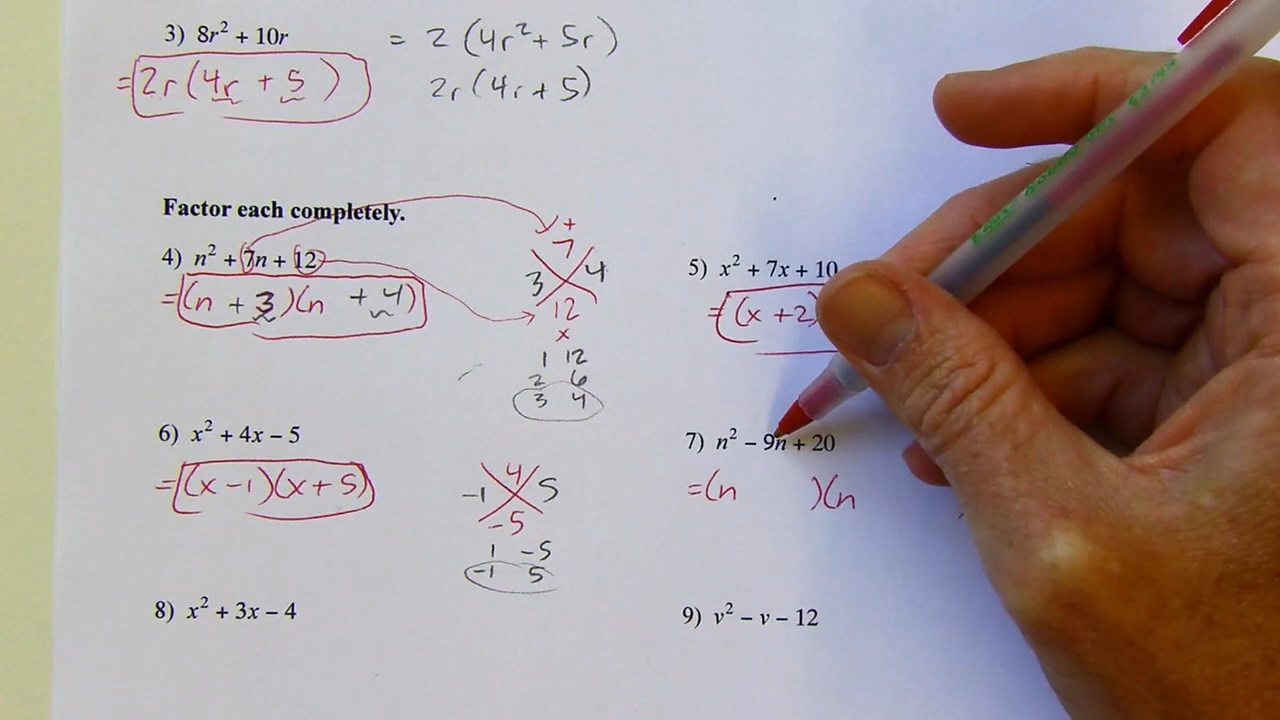 3) 8r² + 10r = 2 (4r² + 5r)
= 2r (4r + 5) 2r (4r + 5)
Factor each completely.
+
7
4) n² + 7n + 12
3 4
= (n + 3)(n + 4)
12
x
1 12
2 6
3 4
5) x² + 7x + 10
= (x + 2)
6) x² + 4x − 5
= (x − 1)(x + 5)
4
-1 5
-5
1 -5
-1 5
7) n² − 9n + 20
= (n )(n
8) x² + 3x − 4
9) v² − v − 12